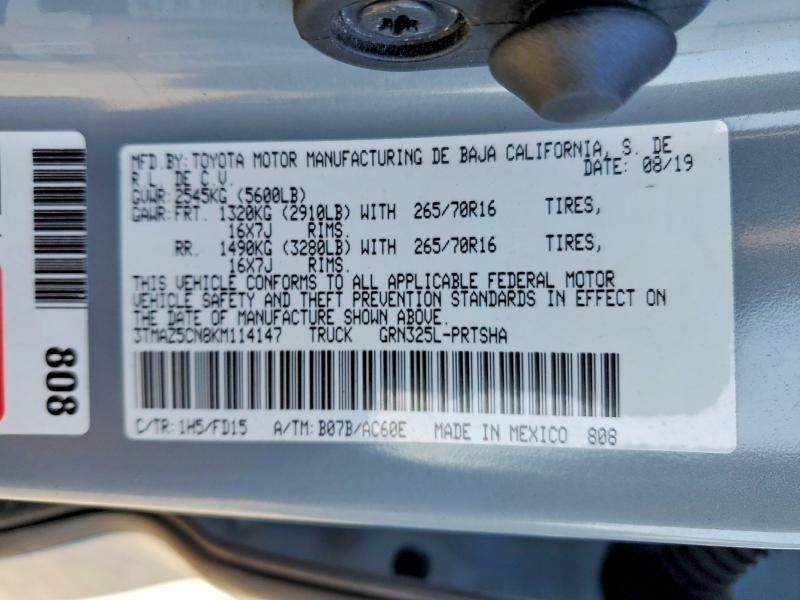 MFD. BY: TOYOTA MOTOR MANUFACTURING DE BAJA CALIFORNIA, S. DE
R. L. DE C. V. DATE: 08/19
GVWR: 2545KG (5600LB)
GAWR: FRT. 1320KG (2910LB) WITH 265/70R16 TIRES,
16X7J RIMS.
RR. 1490KG (3280LB) WITH 265/70R16 TIRES,
16X7J RIMS.
THIS VEHICLE CONFORMS TO ALL APPLICABLE FEDERAL MOTOR
VEHICLE SAFETY AND THEFT PREVENTION STANDARDS IN EFFECT ON
THE DATE OF MANUFACTURE SHOWN ABOVE.
3TMAZ5CN8KM114147 TRUCK GRN325L-PRTSHA
C/TR: 1H5/FD15 A/TM: B07B/AC60E MADE IN MEXICO 808
808